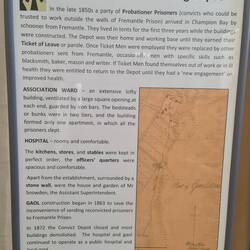 In the late 1850s a party of Probationer Prisoners (convicts who could be
trusted to work outside the walls of Fremantle Prison) arrived in Champion Bay by
schooner from Fremantle. They lived in tents for the first three years while the buildings
were constructed. The Depot was their home and working base until they earned their
Ticket of Leave or parole. Once Ticket Men were employed they were replaced by other
probationers sent from Fremantle, men with specific skills such as
blacksmith, baker, mason and writer. If Ticket Men found themselves out of work or in ill
health they were entitled to return to the Depot until they had a 'new engagement' or
improved health.
ASSOCIATION WARD – an extensive lofty
building, ventilated by a large square opening at
each end, guarded by iron bars. The bedsteads
or bunks, were in two tiers, and the building
formed only one apartment, in which all the
prisoners slept.
HOSPITAL – roomy and comfortable.
The kitchens, stores, and stables were kept in
perfect order, the officers' quarters were
spacious and comfortable.
Apart from the establishment, surrounded by a
stone wall, were the house and garden of Mr
Snowden, the Assistant Superintendent.
GAOL construction began in 1863 to save the
inconvenience of sending reconvicted prisoners
to Fremantle Prison.
In 1872 the Convict Depot closed and most
buildings demolished. The hospital and gaol
continued to operate as a public hospital and